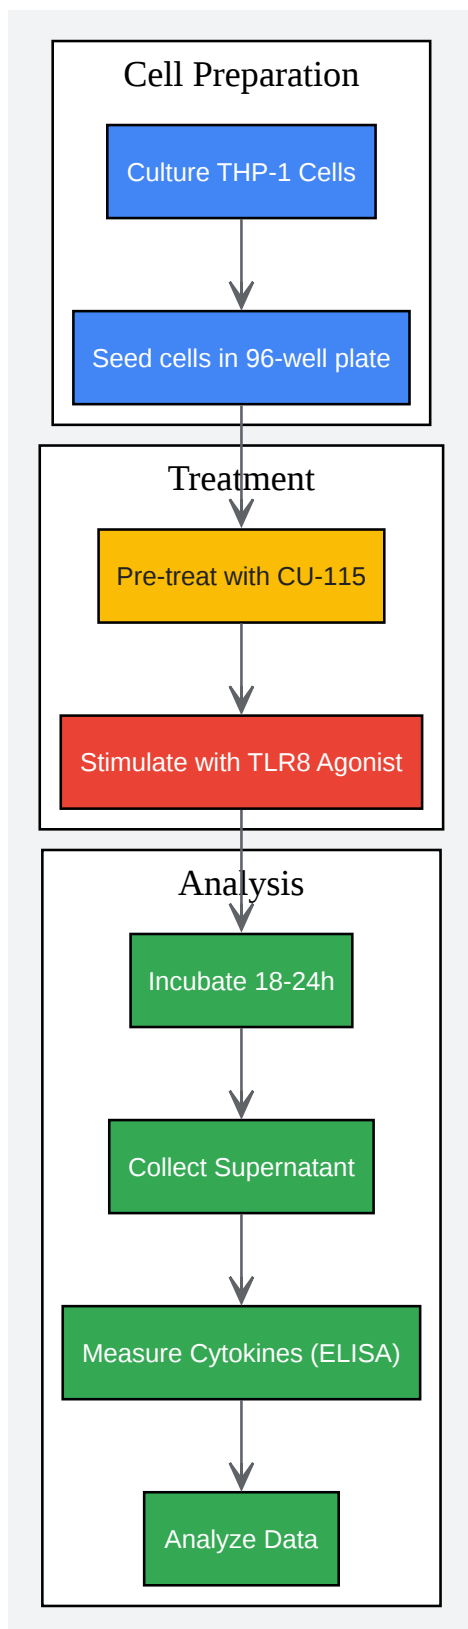 Cell Preparation
Culture THP-1 Cells
Seed cells in 96-well plate
Treatment
Pre-treat with CU-115
Stimulate with TLR8 Agonist
Analysis
Incubate 18-24h
Collect Supernatant
Measure Cytokines (ELISA)
Analyze Data